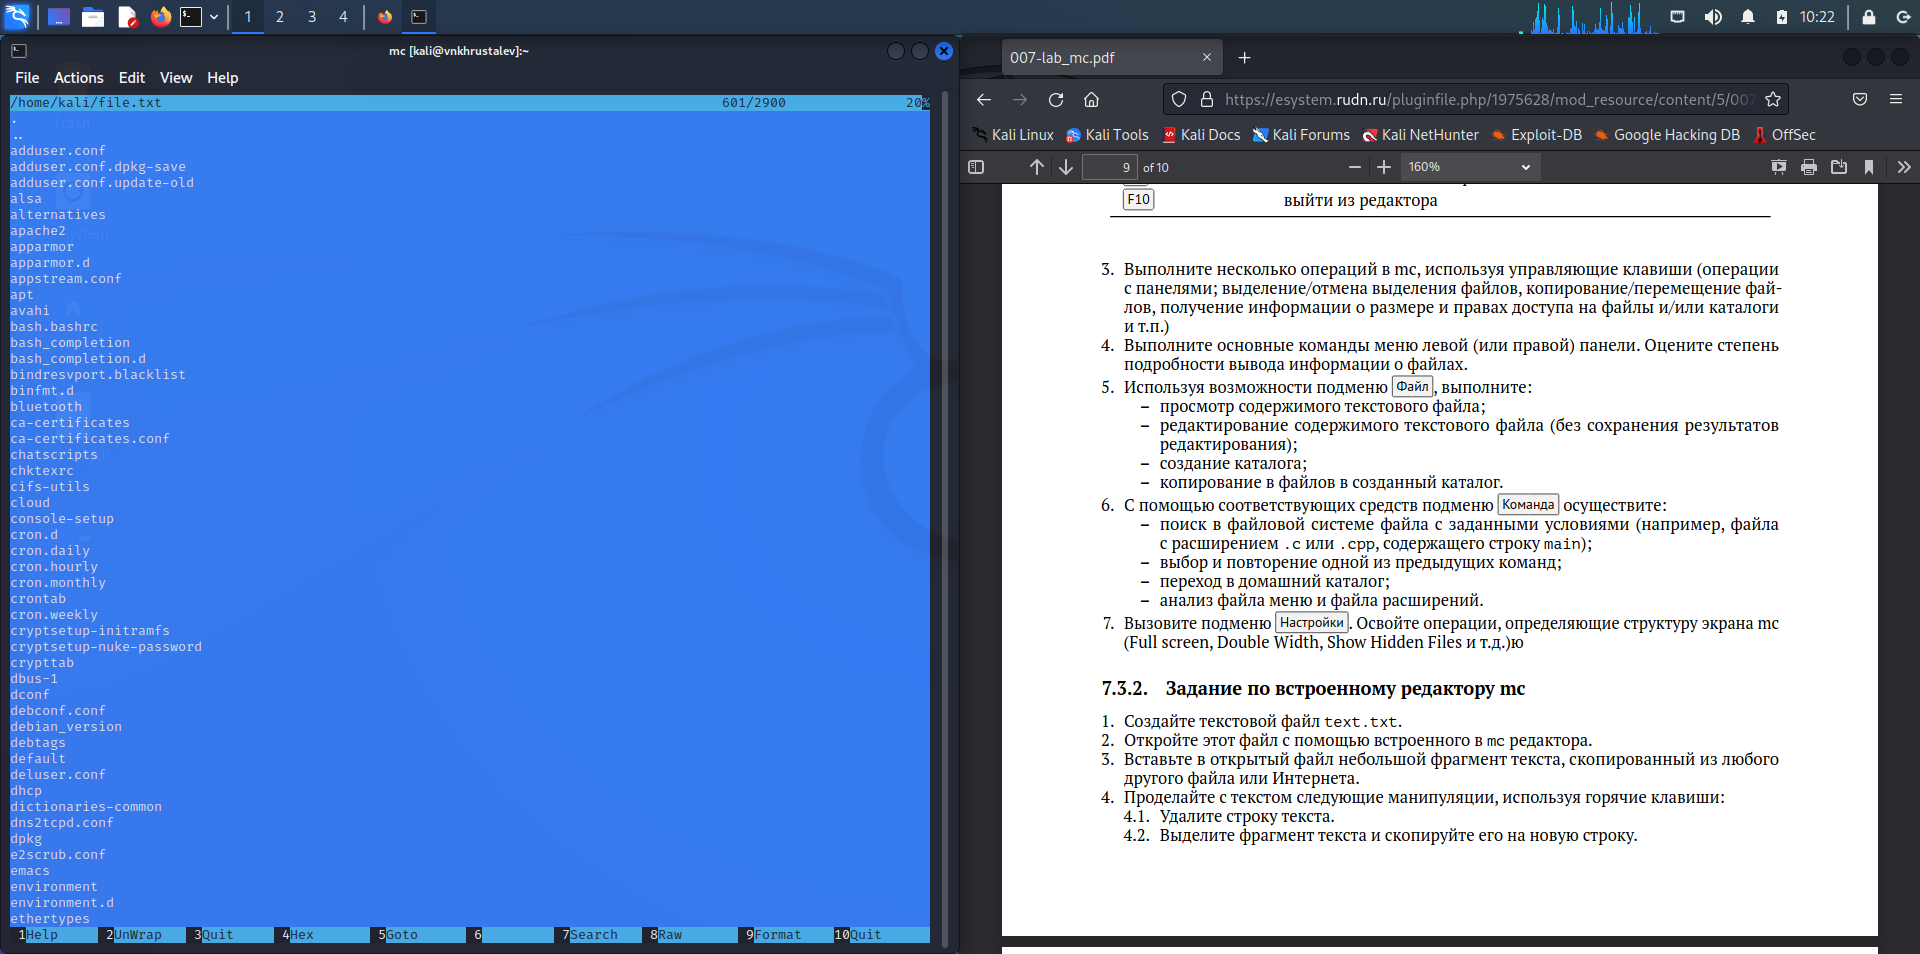 1 2 3 4 10:22
mc [kali@vnkhrustalev]:~
File Actions Edit View Help
/home/kali/file.txt 601/2900 20%
.
..
adduser.conf
adduser.conf.dpkg-save
adduser.conf.update-old
alsa
alternatives
apache2
apparmor
apparmor.d
appstream.conf
apt
avahi
bash.bashrc
bash_completion
bash_completion.d
bindresvport.blacklist
binfmt.d
bluetooth
ca-certificates
ca-certificates.conf
chatscripts
chktexrc
cifs-utils
cloud
console-setup
cron.d
cron.daily
cron.hourly
cron.monthly
crontab
cron.weekly
cryptsetup-initramfs
cryptsetup-nuke-password
crypttab
dbus-1
dconf
debconf.conf
debian_version
debtags
default
deluser.conf
dhcp
dictionaries-common
dns2tcpd.conf
dpkg
e2scrub.conf
emacs
environment
environment.d
ethertypes
1Help 2UnWrap 3Quit 4Hex 5Goto 6 7Search 8Raw 9Format 10Quit
007-lab_mc.pdf
https://esystem.rudn.ru/pluginfile.php/1975628/mod_resource/content/5/007
Kali Linux Kali Tools Kali Docs Kali Forums Kali NetHunter Exploit-DB Google Hacking DB OffSec
9 of 10 160%
F10 выйти из редактора
3. Выполните несколько операций в mc, используя управляющие клавиши (операции
с панелями; выделение/отмена выделения файлов, копирование/перемещение фай-
лов, получение информации о размере и правах доступа на файлы и/или каталоги
и т.п.)
4. Выполните основные команды меню левой (или правой) панели. Оцените степень
подробности вывода информации о файлах.
5. Используя возможности подменю Файл, выполните:
– просмотр содержимого текстового файла;
– редактирование содержимого текстового файла (без сохранения результатов
редактирования);
– создание каталога;
– копирование в файлов в созданный каталог.
6. С помощью соответствующих средств подменю Команда осуществите:
– поиск в файловой системе файла с заданными условиями (например, файла
с расширением .c или .cpp, содержащего строку main);
– выбор и повторение одной из предыдущих команд;
– переход в домашний каталог;
– анализ файла меню и файла расширений.
7. Вызовите подменю Настройки. Освойте операции, определяющие структуру экрана mc
(Full screen, Double Width, Show Hidden Files и т.д.)ю
7.3.2. Задание по встроенному редактору mc
1. Создайте текстовой файл text.txt.
2. Откройте этот файл с помощью встроенного в mc редактора.
3. Вставьте в открытый файл небольшой фрагмент текста, скопированный из любого
другого файла или Интернета.
4. Проделайте с текстом следующие манипуляции, используя горячие клавиши:
4.1. Удалите строку текста.
4.2. Выделите фрагмент текста и скопируйте его на новую строку.